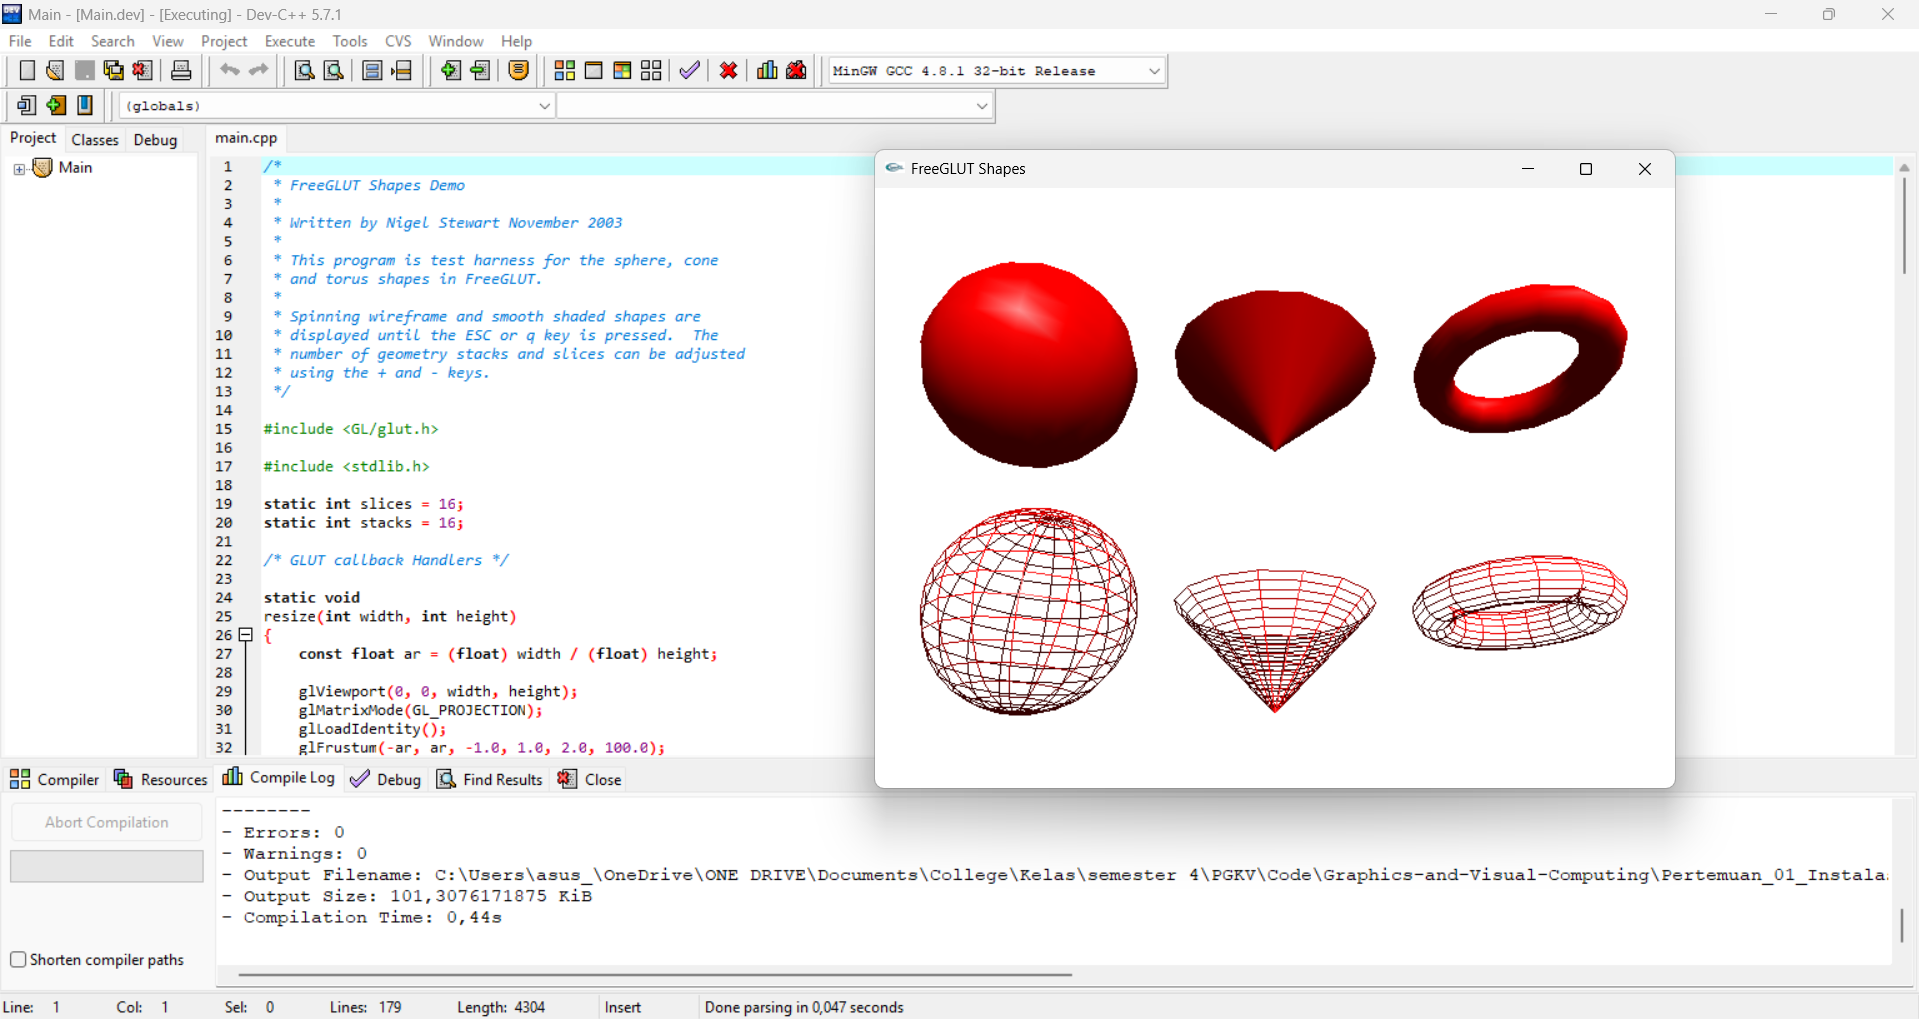 Main - [Main.dev] - [Executing] - Dev-C++ 5.7.1
File Edit Search View Project Execute Tools CVS Window Help
MinGW GCC 4.8.1 32-bit Release
(globals)
Project Classes Debug
main.cpp
Main
1 /*
2 * FreeGLUT Shapes Demo
3 *
4 * Written by Nigel Stewart November 2003
5 *
6 * This program is test harness for the sphere, cone
7 * and torus shapes in FreeGLUT.
8 *
9 * Spinning wireframe and smooth shaded shapes are
10 * displayed until the ESC or q key is pressed.  The
11 * number of geometry stacks and slices can be adjusted
12 * using the + and - keys.
13 */
14
15 #include <GL/glut.h>
16
17 #include <stdlib.h>
18
19 static int slices = 16;
20 static int stacks = 16;
21
22 /* GLUT callback Handlers */
23
24 static void
25 resize(int width, int height)
26 {
27 const float ar = (float) width / (float) height;
28
29 glViewport(0, 0, width, height);
30 glMatrixMode(GL_PROJECTION);
31 glLoadIdentity();
32 glFrustum(-ar, ar, -1.0, 1.0, 2.0, 100.0);
FreeGLUT Shapes
Compiler Resources Compile Log Debug Find Results Close
Abort Compilation
Shorten compiler paths
--------
- Errors: 0
- Warnings: 0
- Output Filename: C:\Users\asus_\OneDrive\ONE DRIVE\Documents\College\Kelas\semester 4\PGKV\Code\Graphics-and-Visual-Computing\Pertemuan_01_Instala
- Output Size: 101,3076171875 KiB
- Compilation Time: 0,44s
Line: 1 Col: 1 Sel: 0 Lines: 179 Length: 4304 Insert Done parsing in 0,047 seconds